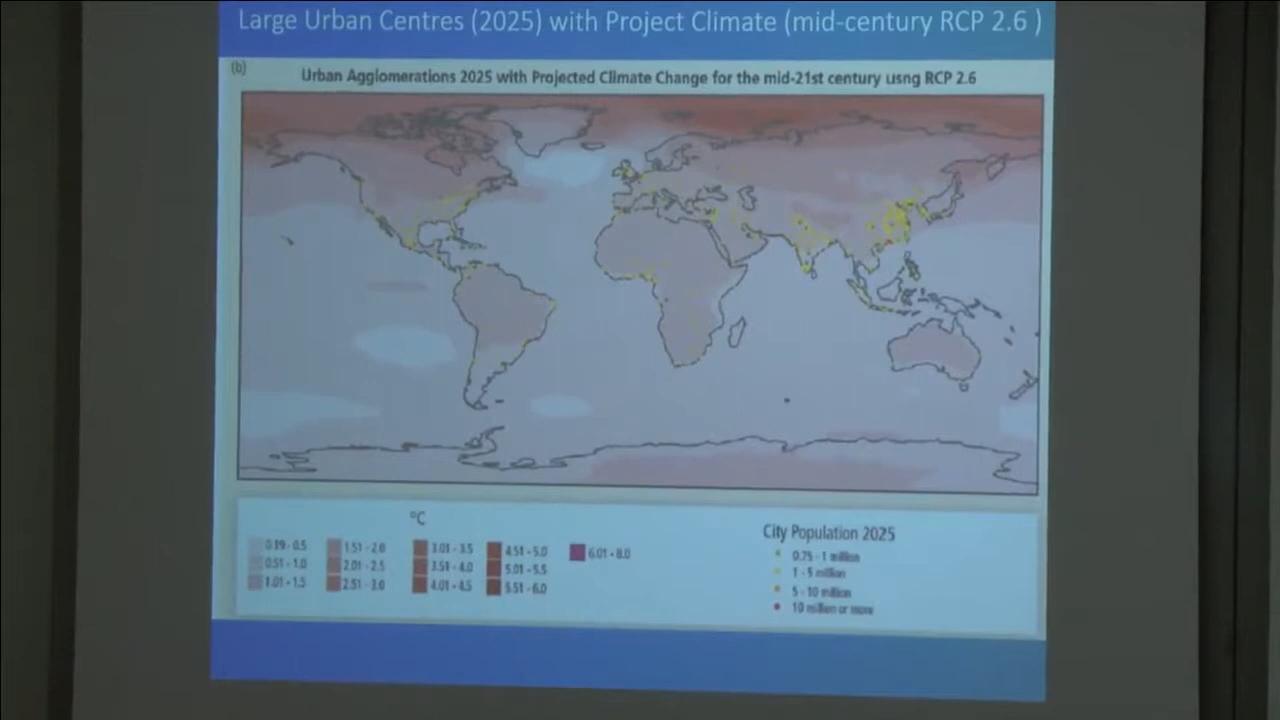 Large Urban Centres (2025) with Project Climate (mid-century RCP 2.6 )
(b)
Urban Agglomerations 2025 with Projected Climate Change for the mid-21st century usng RCP 2.6
°C
0.19 - 0.5
0.51 - 1.0
1.01 - 1.5
1.51 - 2.0
2.01 - 2.5
2.51 - 3.0
3.01 - 3.5
3.51 - 4.0
4.01 - 4.5
4.51 - 5.0
5.01 - 5.5
5.51 - 6.0
6.01 - 8.0
City Population 2025
0.75 - 1 million
1 - 5 million
5 - 10 million
10 million or more